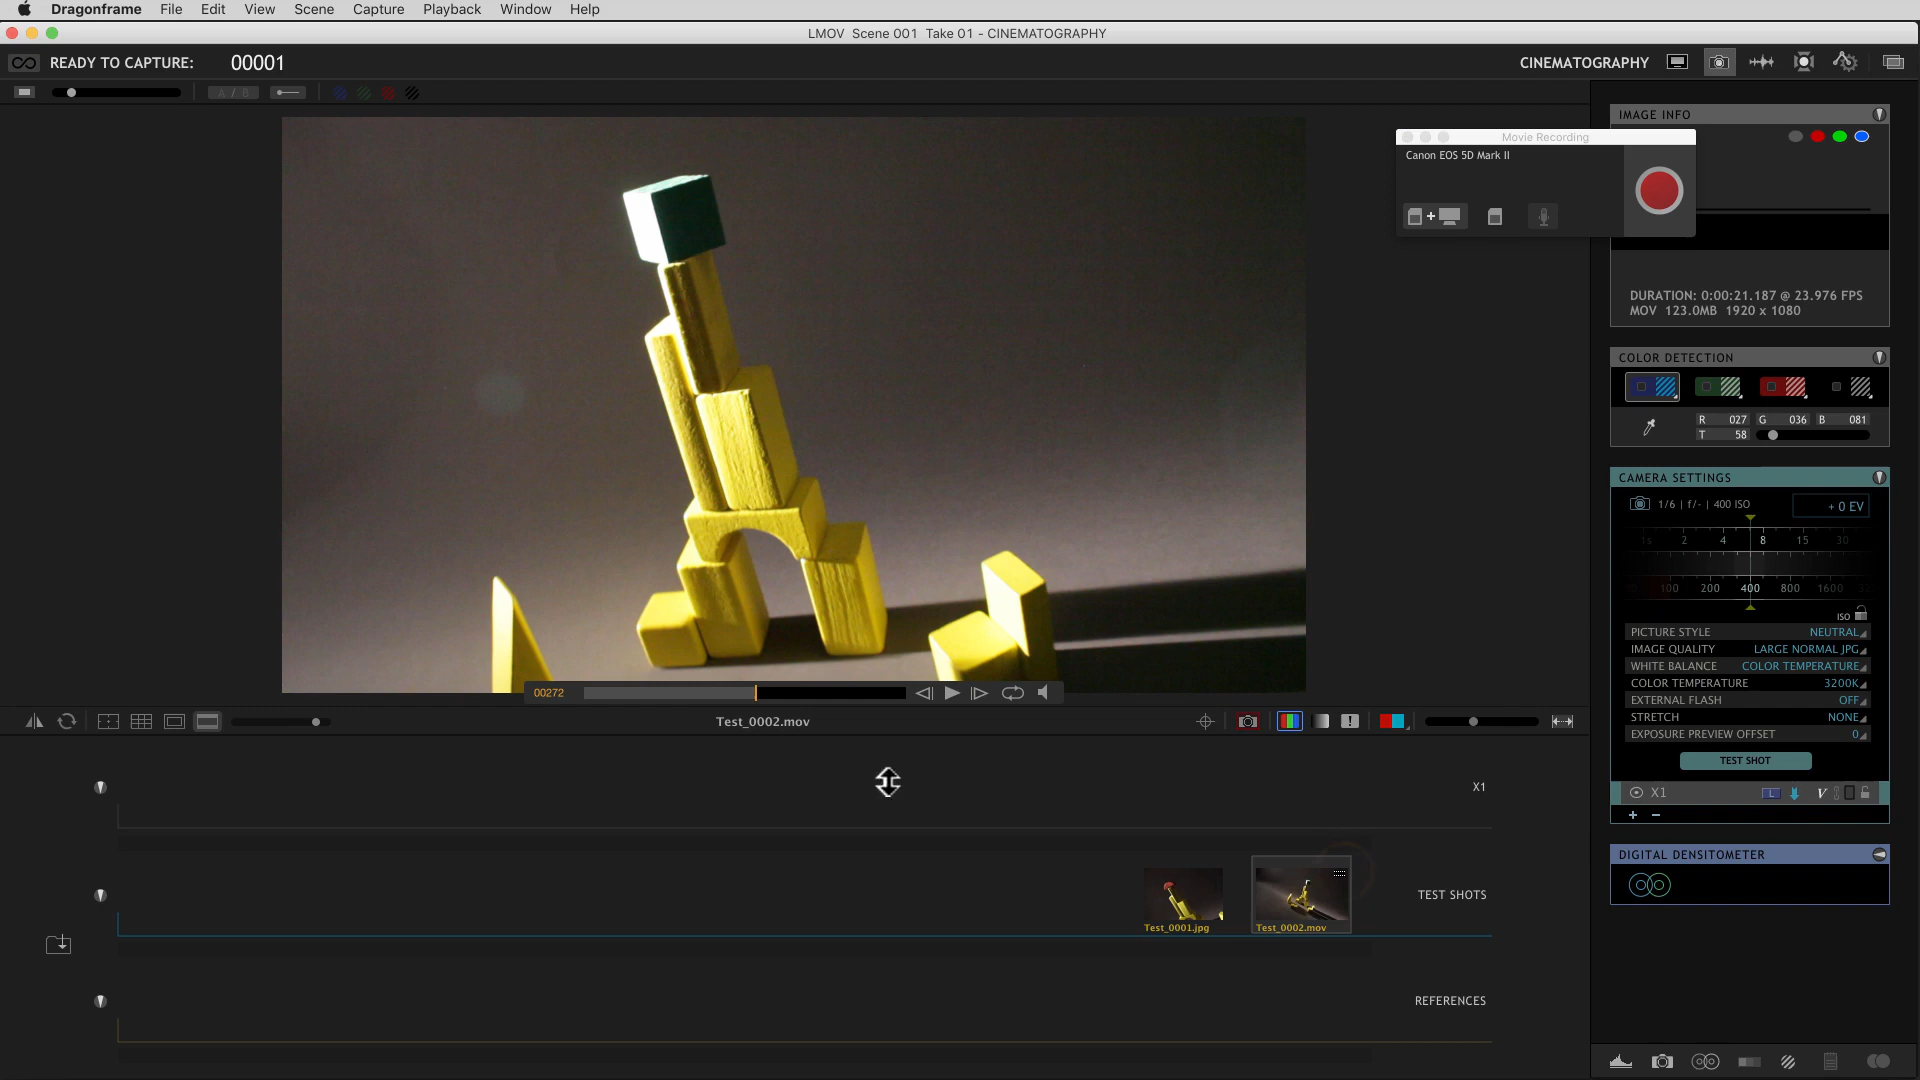 Dragonframe File Edit View Scene Capture Playback Window Help
LMOV Scene 001 Take 01 - CINEMATOGRAPHY
READY TO CAPTURE: 00001
CINEMATOGRAPHY
A / B
IMAGE INFO
Movie Recording
Canon EOS 5D Mark II
+
DURATION: 0:00:21.187 @ 23.976 FPS
MOV 123.0MB 1920 x 1080
COLOR DETECTION
R 027 G 036 B 081
T 58
CAMERA SETTINGS
1/6 | f/- | 400 ISO
+ 0 EV
1s 2 4 8 15 30
100 200 400 800 1600
ISO
PICTURE STYLE NEUTRAL
IMAGE QUALITY LARGE NORMAL JPG
WHITE BALANCE COLOR TEMPERATURE
COLOR TEMPERATURE 3200K
EXTERNAL FLASH OFF
STRETCH NONE
EXPOSURE PREVIEW OFFSET 0
TEST SHOT
X1 L V
+ −
DIGITAL DENSITOMETER
00272
Test_0002.mov
X1
TEST SHOTS
Test_0001.jpg
Test_0002.mov
REFERENCES